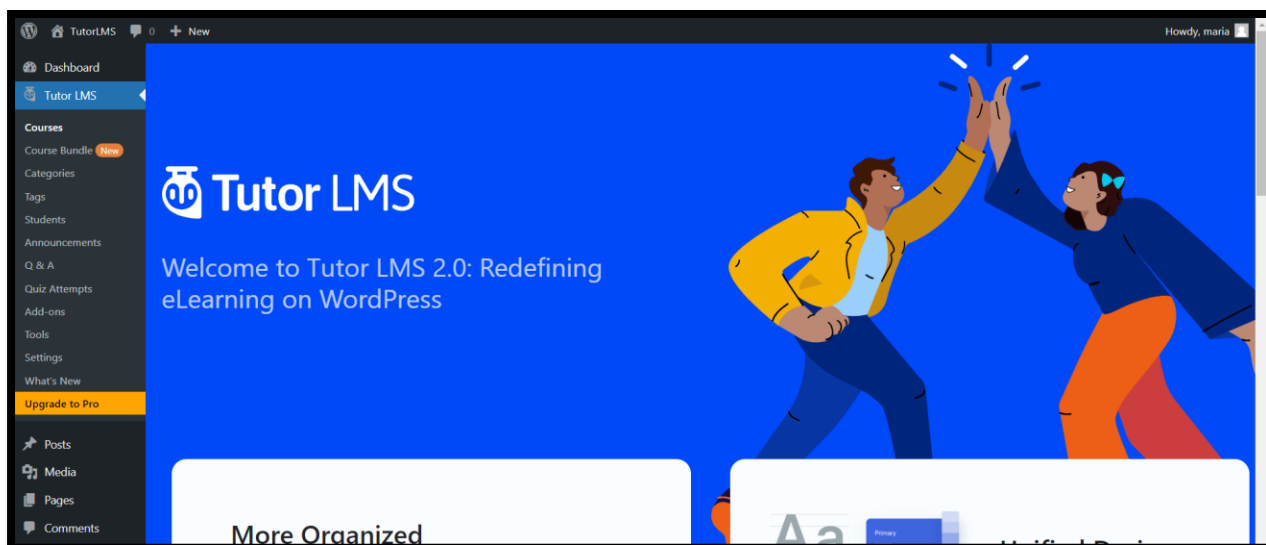 TutorLMS 0 New Howdy, maria
Dashboard
Tutor LMS
Courses
Course Bundle New
Categories
Tags
Students
Announcements
Q & A
Quiz Attempts
Add-ons
Tools
Settings
What's New
Upgrade to Pro
Posts
Media
Pages
Comments
Tutor LMS
Welcome to Tutor LMS 2.0: Redefining
eLearning on WordPress
More Organized
Aa
Primary